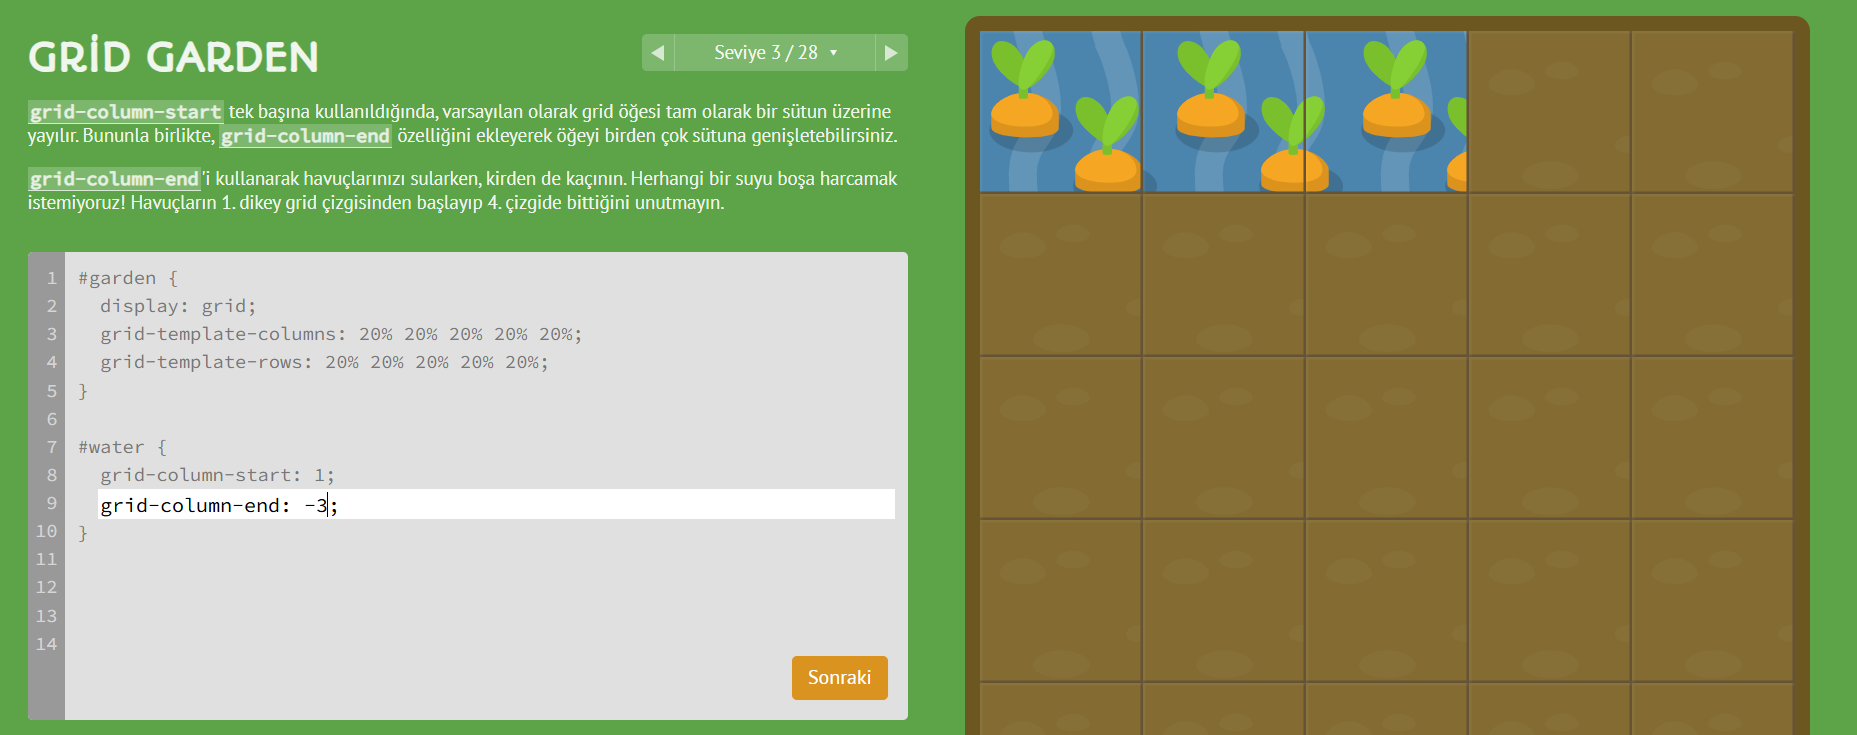 GRİD GARDEN
◀ Seviye 3 / 28 ▼ ▶
grid-column-start tek başına kullanıldığında, varsayılan olarak grid öğesi tam olarak bir sütun üzerine
yayılır. Bununla birlikte, grid-column-end özelliğini ekleyerek öğeyi birden çok sütuna genişletebilirsiniz.
grid-column-end'i kullanarak havuçlarınızı sularken, kirden de kaçının. Herhangi bir suyu boşa harcamak
istemiyoruz! Havuçların 1. dikey grid çizgisinden başlayıp 4. çizgide bittiğini unutmayın.
1 #garden {
2 display: grid;
3 grid-template-columns: 20% 20% 20% 20% 20%;
4 grid-template-rows: 20% 20% 20% 20% 20%;
5 }
6
7 #water {
8 grid-column-start: 1;
9 grid-column-end: -3;
10 }
11
12
13
14
Sonraki